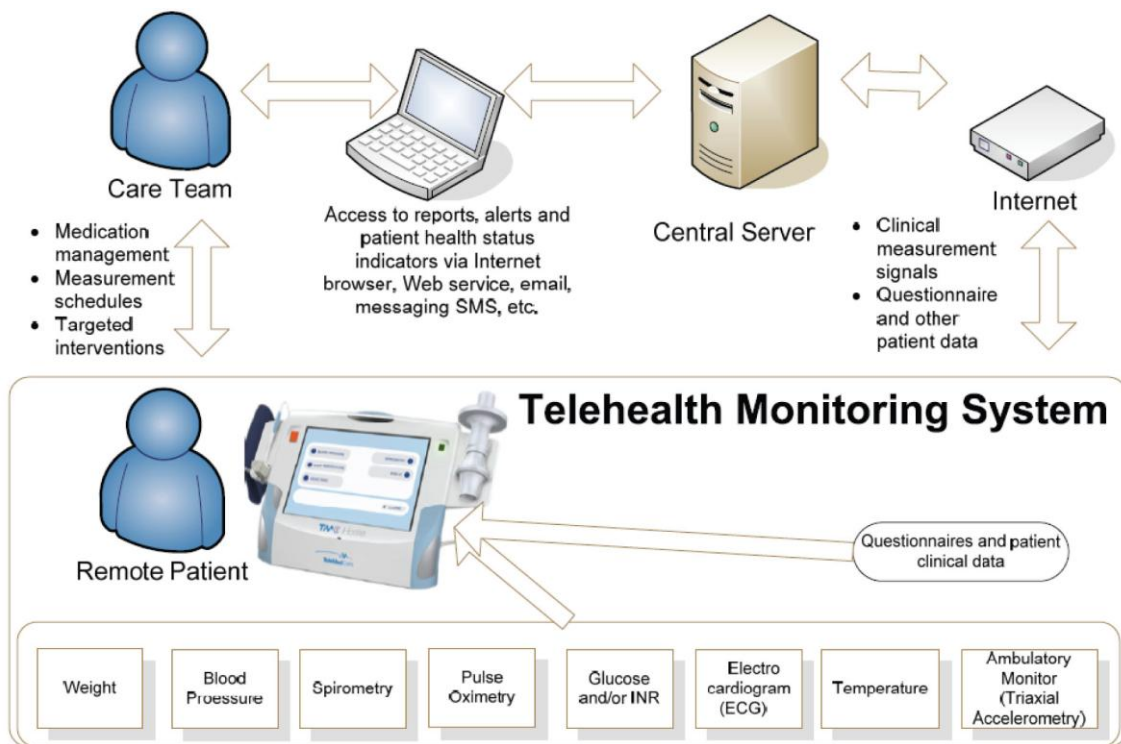 Care Team
• Medication
management
• Measurement
schedules
• Targeted
interventions
Access to reports, alerts and
patient health status
indicators via Internet
browser, Web service, email,
messaging SMS, etc.
Central Server
Internet
• Clinical
measurement
signals
• Questionnaire
and other
patient data
Telehealth Monitoring System
Remote Patient
Questionnaires and patient
clinical data
Weight
Blood
Proessure
Spirometry
Pulse
Oximetry
Glucose
and/or INR
Electro
cardiogram
(ECG)
Temperature
Ambulatory
Monitor
(Triaxial
Accelerometry)